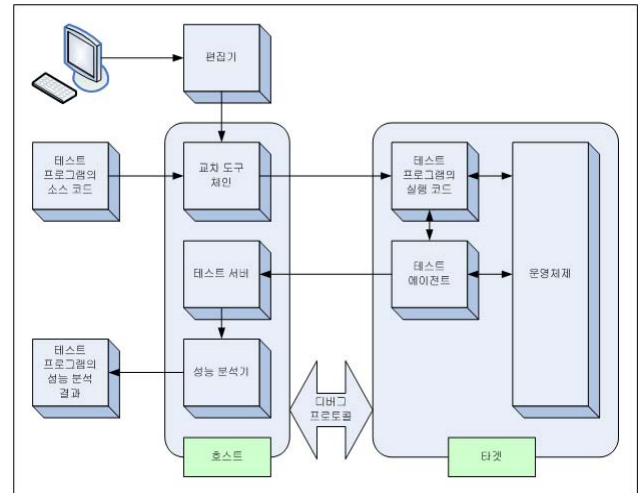 편집기
테스트
프로그램의
소스 코드
교차 도구
체인
테스트
프로그램의
실행 코드
테스트 서버
테스트
에이전트
운영체제
테스트
프로그램의
성능 분석
결과
성능 분석기
디버그
프로토콜
호스트
타겟